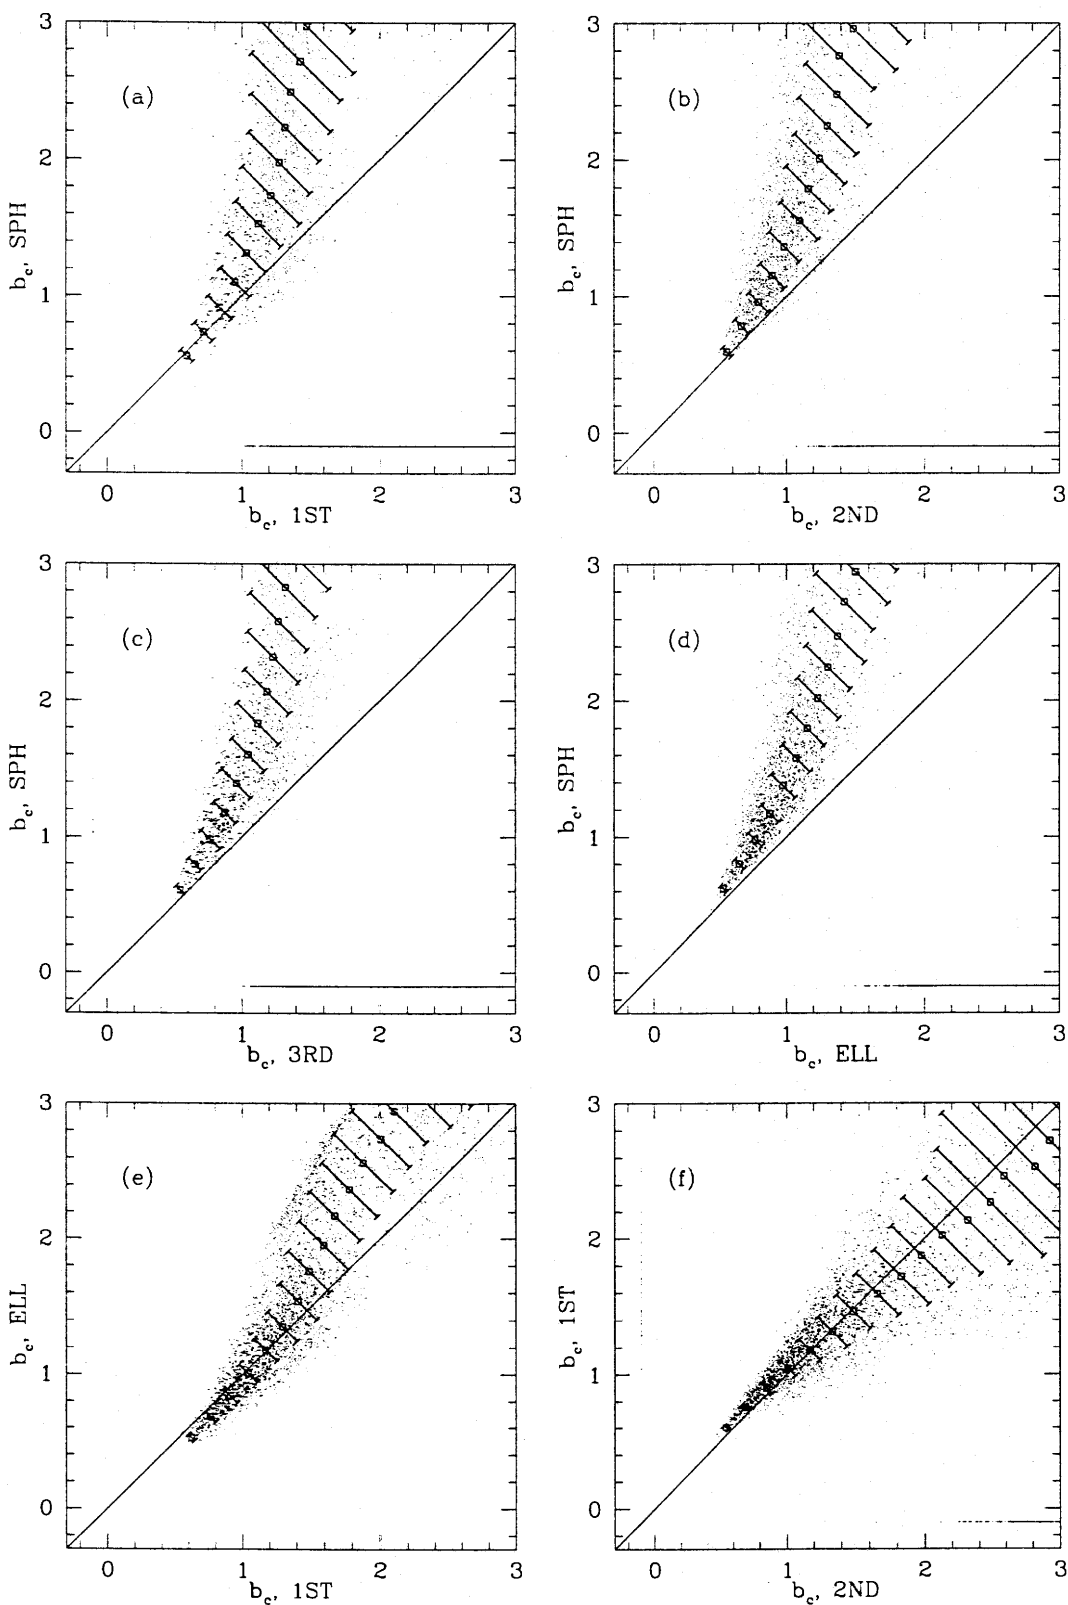 3
2
1
0
b_c, SPH
(a)
0 1 2 3
b_c, 1ST
3
2
1
0
b_c, SPH
(b)
0 1 2 3
b_c, 2ND
3
2
1
0
b_c, SPH
(c)
0 1 2 3
b_c, 3RD
3
2
1
0
b_c, SPH
(d)
0 1 2 3
b_c, ELL
3
2
1
0
b_c, ELL
(e)
0 1 2 3
b_c, 1ST
3
2
1
0
b_c, 1ST
(f)
0 1 2 3
b_c, 2ND